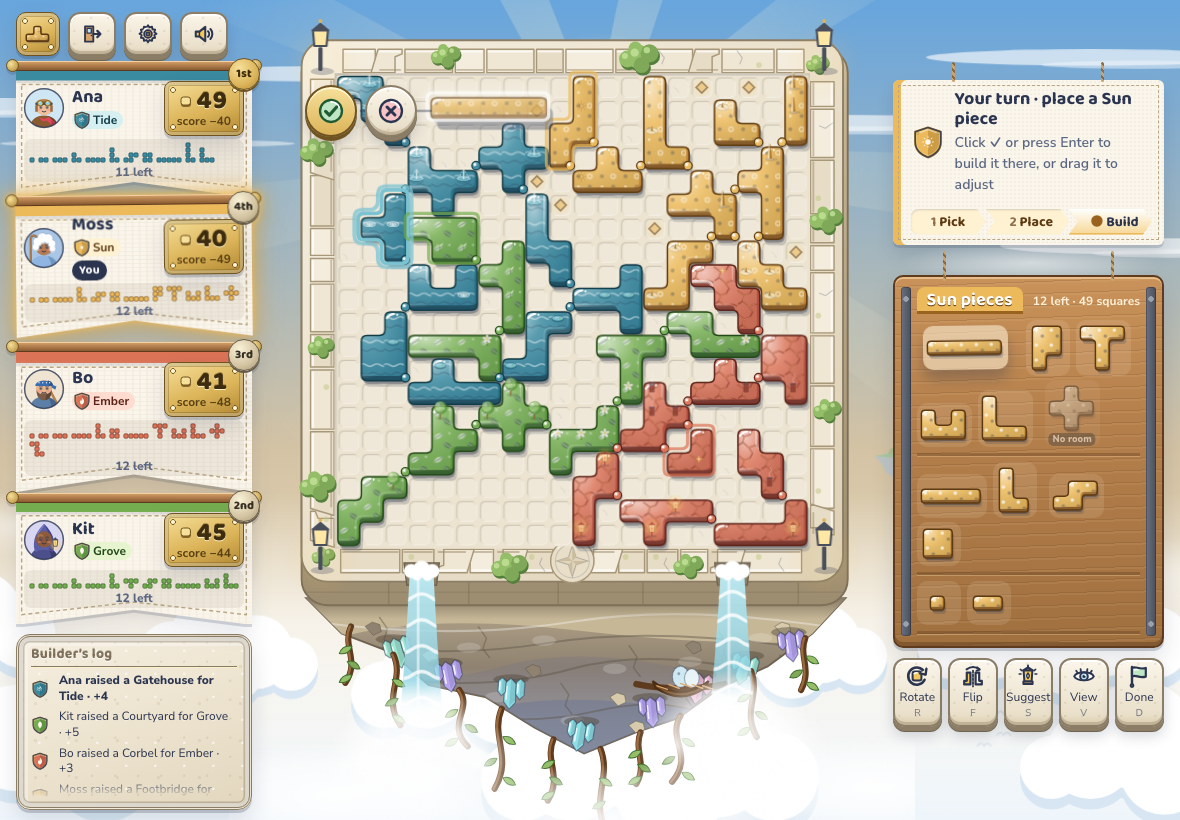 1st
Ana
Tide
49
score −40
11 left
4th
Moss
Sun
You
40
score −49
12 left
3rd
Bo
Ember
41
score −48
12 left
2nd
Kit
Grove
45
score −44
12 left
Builder's log
Ana raised a Gatehouse for
Tide · +4
Kit raised a Courtyard for Grove
· +5
Bo raised a Corbel for Ember ·
+3
Moss raised a Footbridge for
Your turn · place a Sun
piece
Click ✓ or press Enter to
build it there, or drag it to
adjust
1 Pick
2 Place
Build
Sun pieces
12 left · 49 squares
No room
Rotate
R
Flip
F
Suggest
S
View
V
Done
D